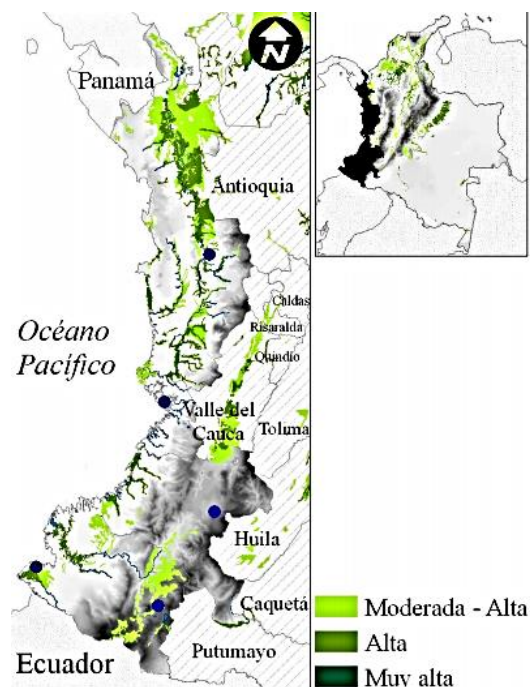 N
Panamá
Antioquia
Caldas
Risaralda
Quindío
Océano
Pacífico
Valle del
Cauca
Tolima
Huila
Caquetá
Putumayo
Ecuador
Moderada - Alta
Alta
Muy alta